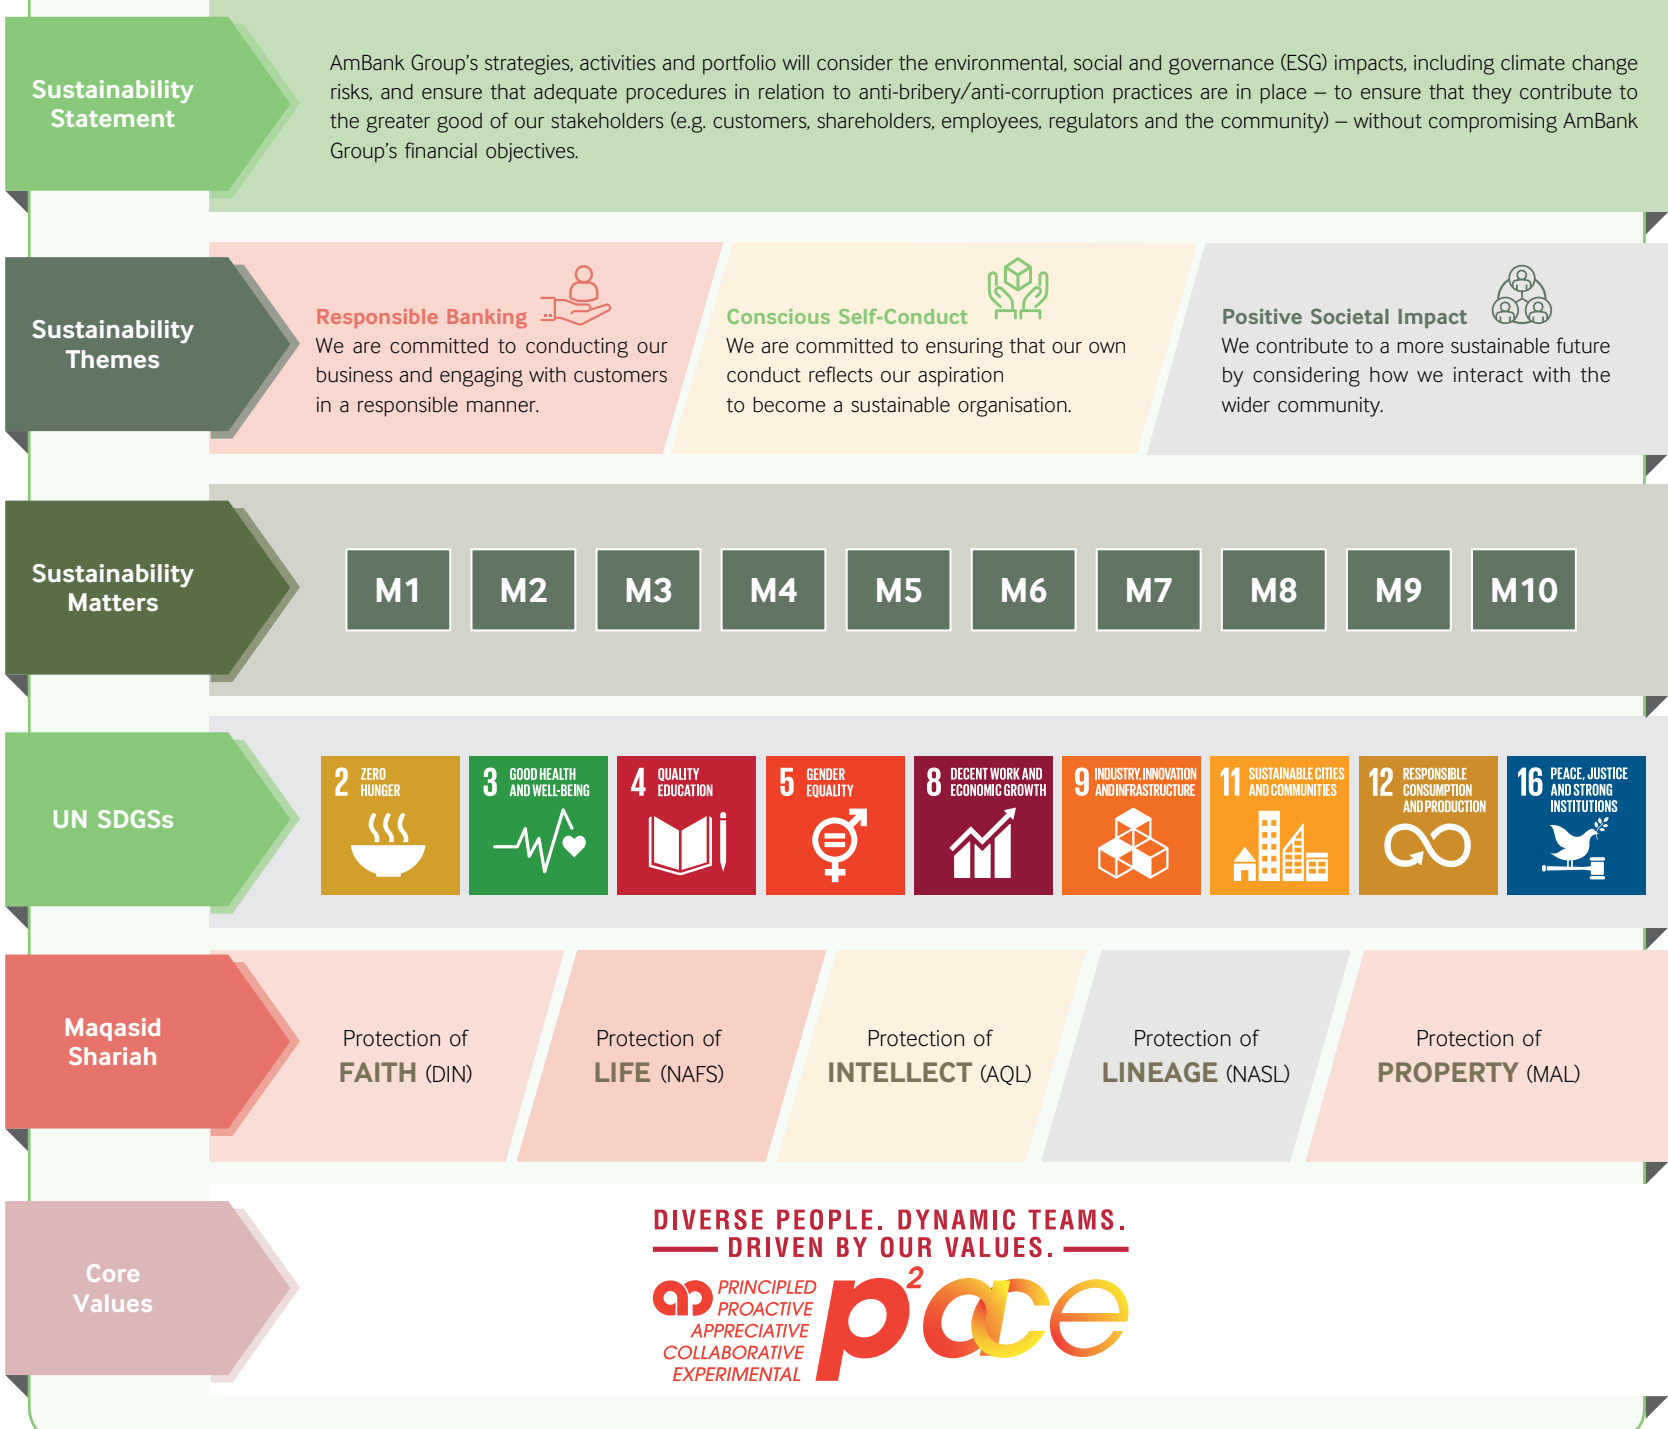 Sustainability
Statement
AmBank Group's strategies, activities and portfolio will consider the environmental, social and governance (ESG) impacts, including climate change
risks, and ensure that adequate procedures in relation to anti-bribery/anti-corruption practices are in place – to ensure that they contribute to
the greater good of our stakeholders (e.g. customers, shareholders, employees, regulators and the community) – without compromising AmBank
Group's financial objectives.
Sustainability
Themes
Responsible Banking
We are committed to conducting our
business and engaging with customers
in a responsible manner.
Conscious Self-Conduct
We are committed to ensuring that our own
conduct reflects our aspiration
to become a sustainable organisation.
Positive Societal Impact
We contribute to a more sustainable future
by considering how we interact with the
wider community.
Sustainability
Matters
M1
M2
M3
M4
M5
M6
M7
M8
M9
M10
UN SDGSs
2 ZERO
HUNGER
3 GOOD HEALTH
AND WELL-BEING
4 QUALITY
EDUCATION
5 GENDER
EQUALITY
8 DECENT WORK AND
ECONOMIC GROWTH
9 INDUSTRY, INNOVATION
AND INFRASTRUCTURE
11 SUSTAINABLE CITIES
AND COMMUNITIES
12 RESPONSIBLE
CONSUMPTION
AND PRODUCTION
16 PEACE, JUSTICE
AND STRONG
INSTITUTIONS
Maqasid
Shariah
Protection of
FAITH (DIN)
Protection of
LIFE (NAFS)
Protection of
INTELLECT (AQL)
Protection of
LINEAGE (NASL)
Protection of
PROPERTY (MAL)
Core
Values
DIVERSE PEOPLE. DYNAMIC TEAMS.
DRIVEN BY OUR VALUES.
PRINCIPLED
PROACTIVE
APPRECIATIVE
COLLABORATIVE
EXPERIMENTAL
p²ace